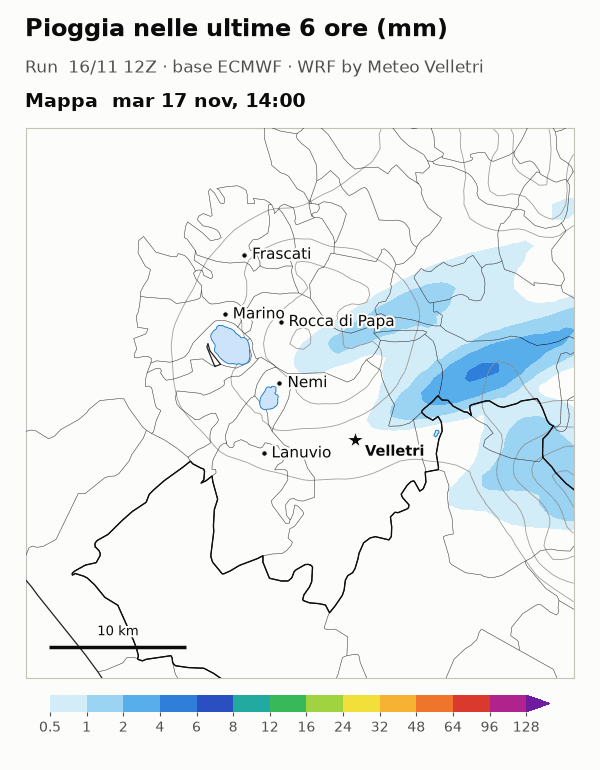 Pioggia nelle ultime 6 ore (mm)
Run 16/11 12Z · base ECMWF · WRF by Meteo Velletri
Mappa mar 17 nov, 14:00
Frascati
Marino
Rocca di Papa
Nemi
Velletri
Lanuvio
10 km
0.5 1 2 4 6 8 12 16 24 32 48 64 96 128